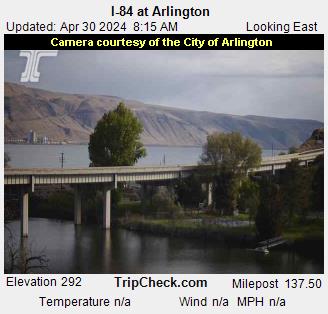 I-84 at Arlington
Updated: Apr 30 2024 8:15 AM Looking East
Camera courtesy of the City of Arlington
Elevation 292 TripCheck.com Milepost 137.50
Temperature n/a Wind n/a MPH n/a